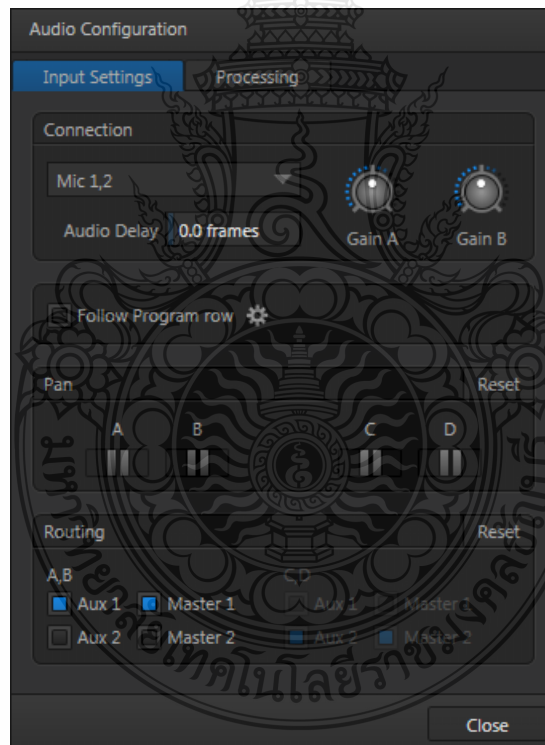 Audio Configuration
Input Settings Processing
Connection
Mic 1,2
Audio Delay 0.0 frames Gain A Gain B
Follow Program row
Pan Reset
A B C D
Routing Reset
A,B C,D
Aux 1 Master 1 Aux 1 Master 1
Aux 2 Master 2 Aux 2 Master 2
Close